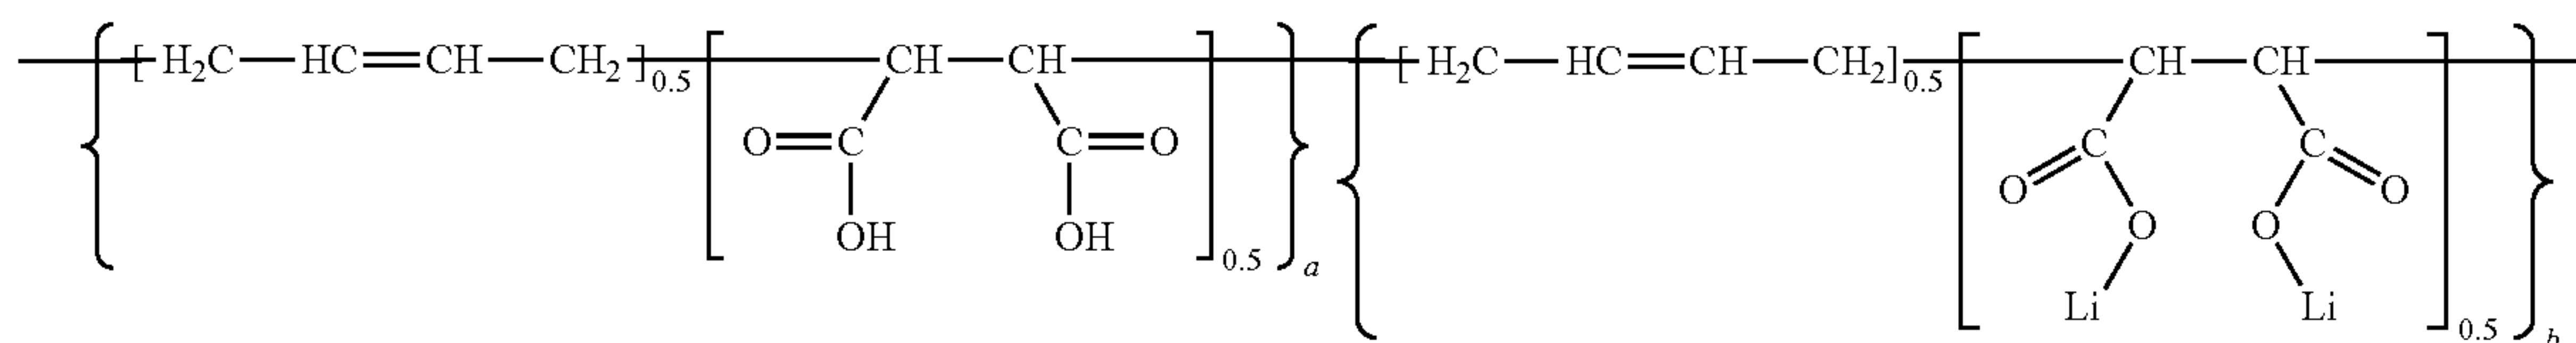 [H₂C—HC=CH—CH₂]₀.₅ [CH—CH]₀.₅ a [H₂C—HC=CH—CH₂]₀.₅ [CH—CH]₀.₅ b
O=C C=O C C
O O
OH OH O O
Li Li